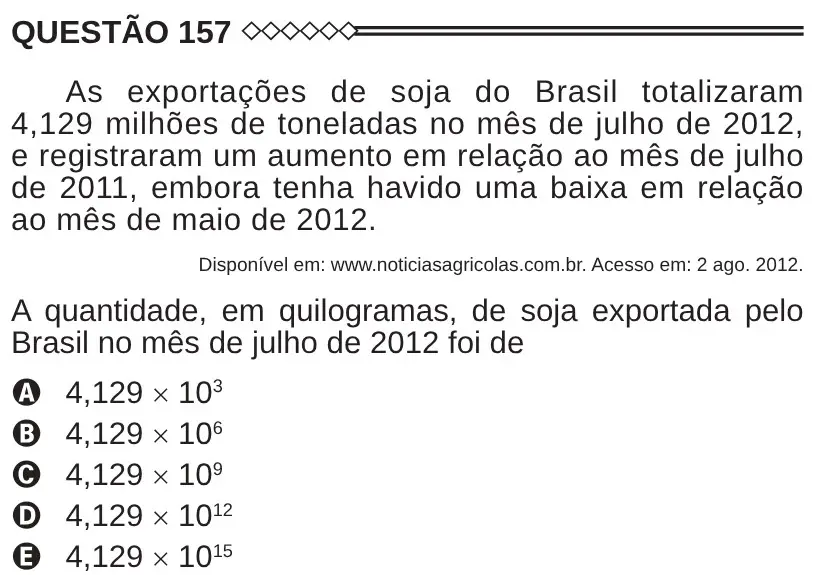 QUESTÃO 157
As exportações de soja do Brasil totalizaram
4,129 milhões de toneladas no mês de julho de 2012,
e registraram um aumento em relação ao mês de julho
de 2011, embora tenha havido uma baixa em relação
ao mês de maio de 2012.
Disponível em: www.noticiasagricolas.com.br. Acesso em: 2 ago. 2012.
A quantidade, em quilogramas, de soja exportada pelo
Brasil no mês de julho de 2012 foi de
A 4,129 × 10³
B 4,129 × 10⁶
C 4,129 × 10⁹
D 4,129 × 10¹²
E 4,129 × 10¹⁵